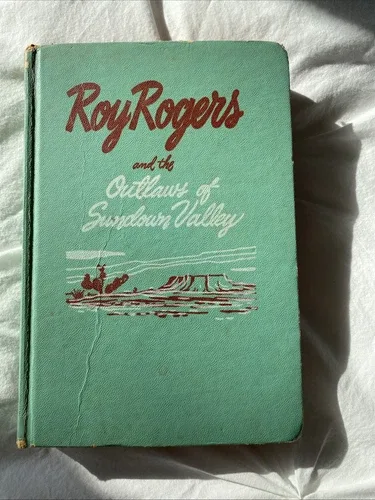 Roy Rogers
and the
Outlaws of
Sundown Valley